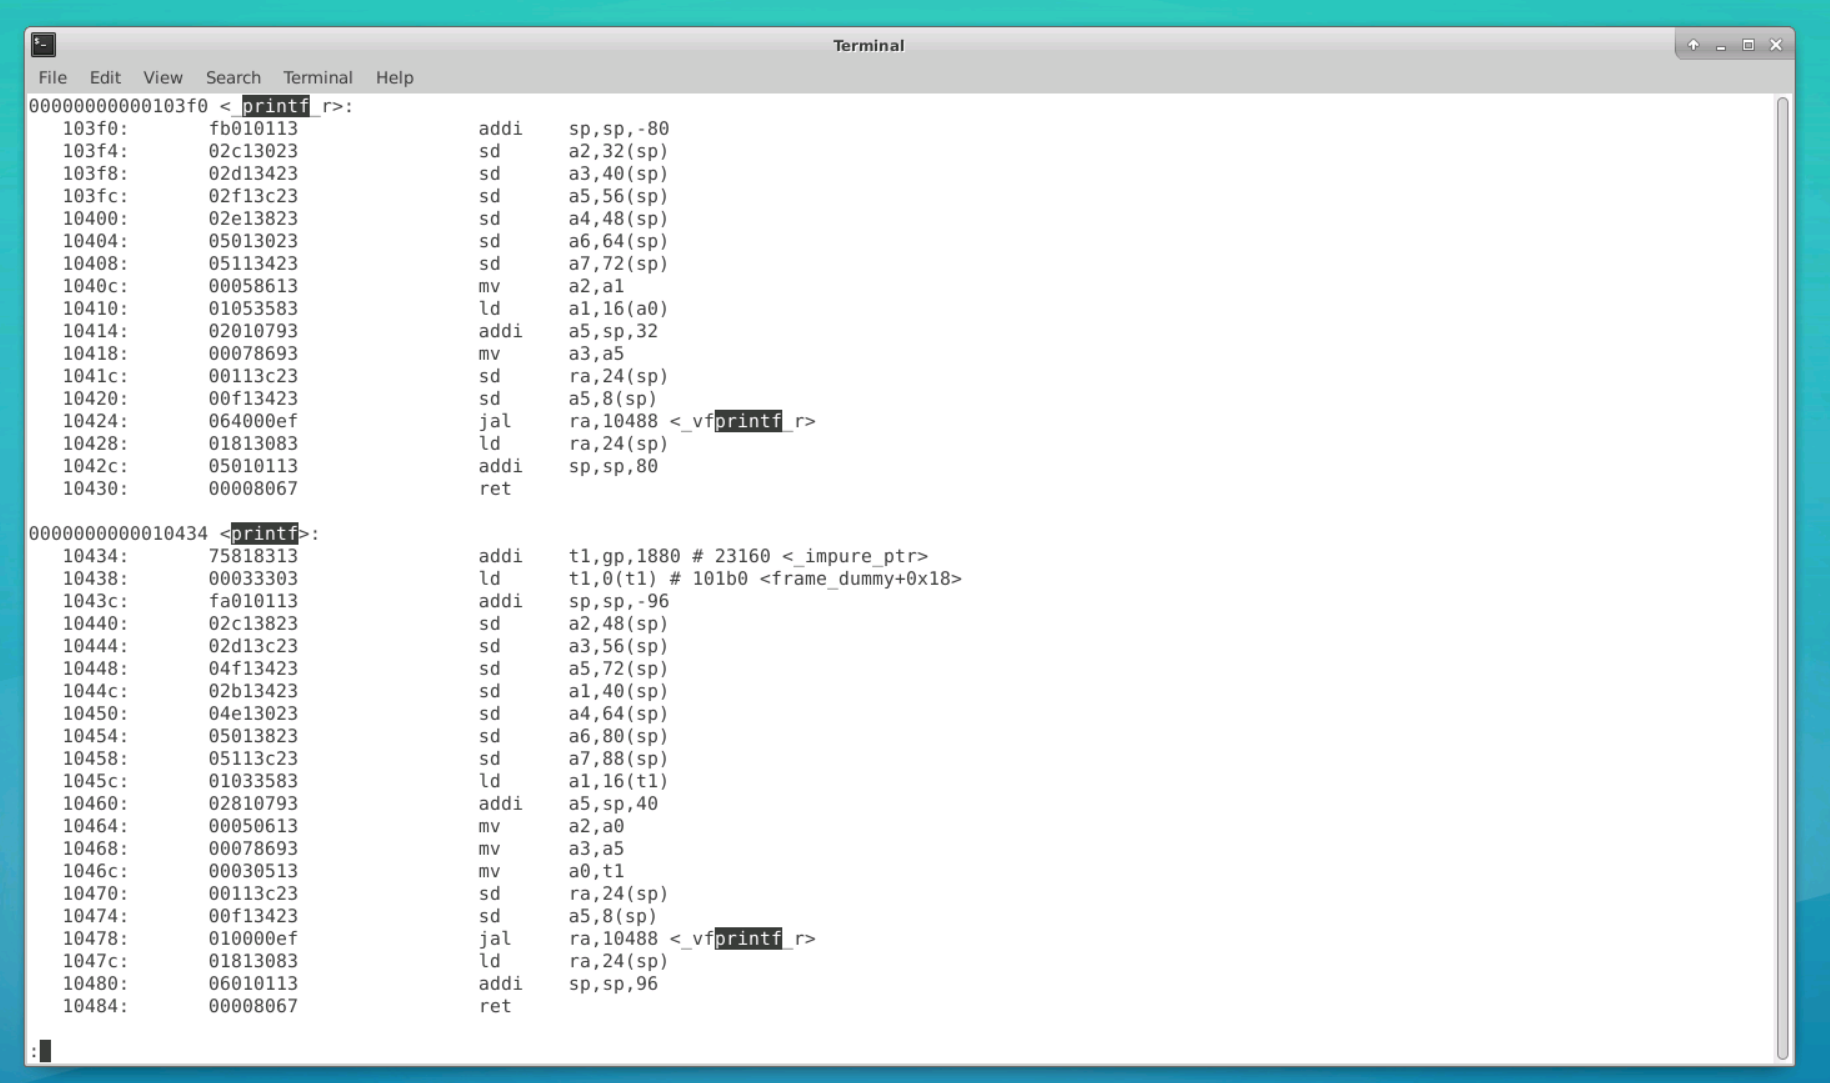 Terminal
File Edit View Search Terminal Help
00000000000103f0 <_printf_r>:
   103f0:       fb010113                addi    sp,sp,-80
   103f4:       02c13023                sd      a2,32(sp)
   103f8:       02d13423                sd      a3,40(sp)
   103fc:       02f13c23                sd      a5,56(sp)
   10400:       02e13823                sd      a4,48(sp)
   10404:       05013023                sd      a6,64(sp)
   10408:       05113423                sd      a7,72(sp)
   1040c:       00058613                mv      a2,a1
   10410:       01053583                ld      a1,16(a0)
   10414:       02010793                addi    a5,sp,32
   10418:       00078693                mv      a3,a5
   1041c:       00113c23                sd      ra,24(sp)
   10420:       00f13423                sd      a5,8(sp)
   10424:       064000ef                jal     ra,10488 <_vfprintf_r>
   10428:       01813083                ld      ra,24(sp)
   1042c:       05010113                addi    sp,sp,80
   10430:       00008067                ret

0000000000010434 <printf>:
   10434:       75818313                addi    t1,gp,1880 # 23160 <_impure_ptr>
   10438:       00033303                ld      t1,0(t1) # 101b0 <frame_dummy+0x18>
   1043c:       fa010113                addi    sp,sp,-96
   10440:       02c13823                sd      a2,48(sp)
   10444:       02d13c23                sd      a3,56(sp)
   10448:       04f13423                sd      a5,72(sp)
   1044c:       02b13423                sd      a1,40(sp)
   10450:       04e13023                sd      a4,64(sp)
   10454:       05013823                sd      a6,80(sp)
   10458:       05113c23                sd      a7,88(sp)
   1045c:       01033583                ld      a1,16(t1)
   10460:       02810793                addi    a5,sp,40
   10464:       00050613                mv      a2,a0
   10468:       00078693                mv      a3,a5
   1046c:       00030513                mv      a0,t1
   10470:       00113c23                sd      ra,24(sp)
   10474:       00f13423                sd      a5,8(sp)
   10478:       010000ef                jal     ra,10488 <_vfprintf_r>
   1047c:       01813083                ld      ra,24(sp)
   10480:       06010113                addi    sp,sp,96
   10484:       00008067                ret

: